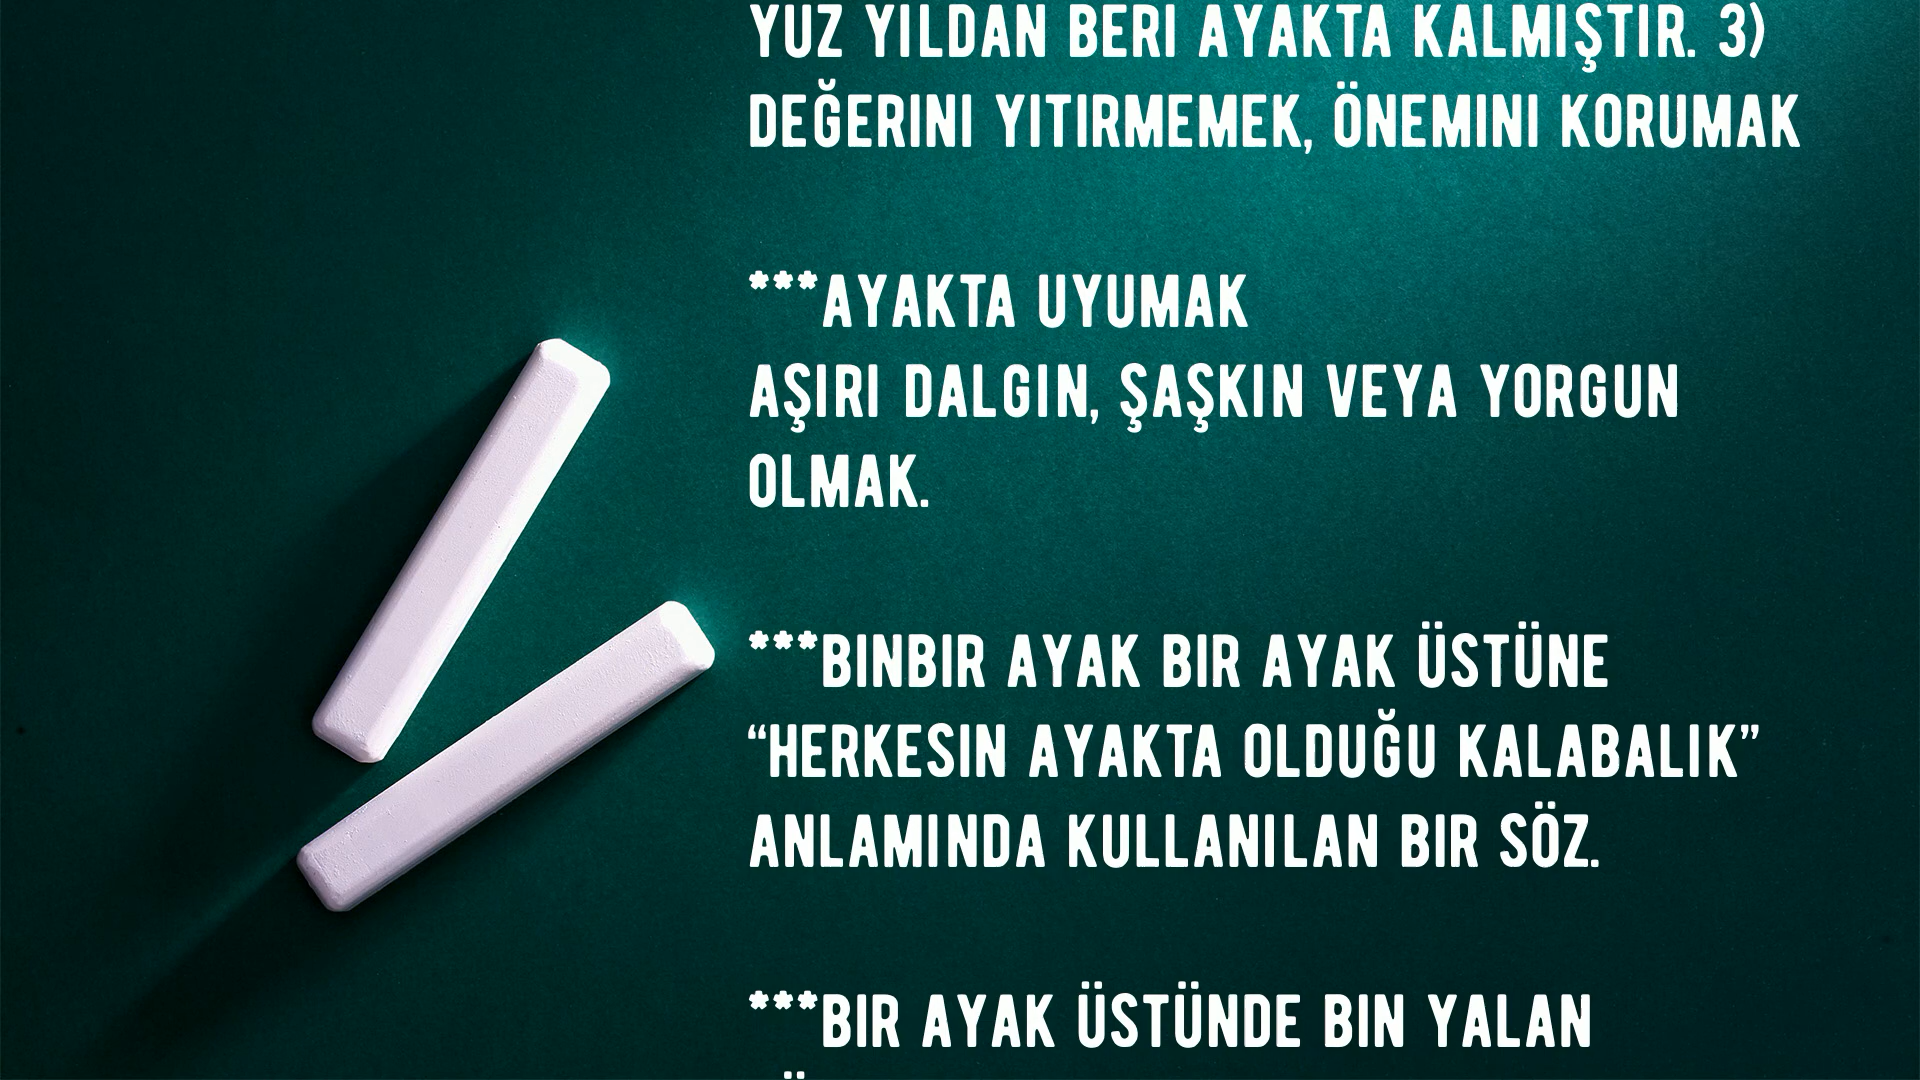 YUZ YILDAN BERI AYAKTA KALMIŞTIR. 3)
DEĞERINI YITIRMEMEK, ÖNEMINI KORUMAK
***AYAKTA UYUMAK
AŞIRI DALGIN, ŞAŞKIN VEYA YORGUN
OLMAK.
***BINBIR AYAK BIR AYAK ÜSTÜNE
“HERKESIN AYAKTA OLDUĞU KALABALIK”
ANLAMINDA KULLANILAN BIR SÖZ.
***BIR AYAK ÜSTÜNDE BIN YALAN